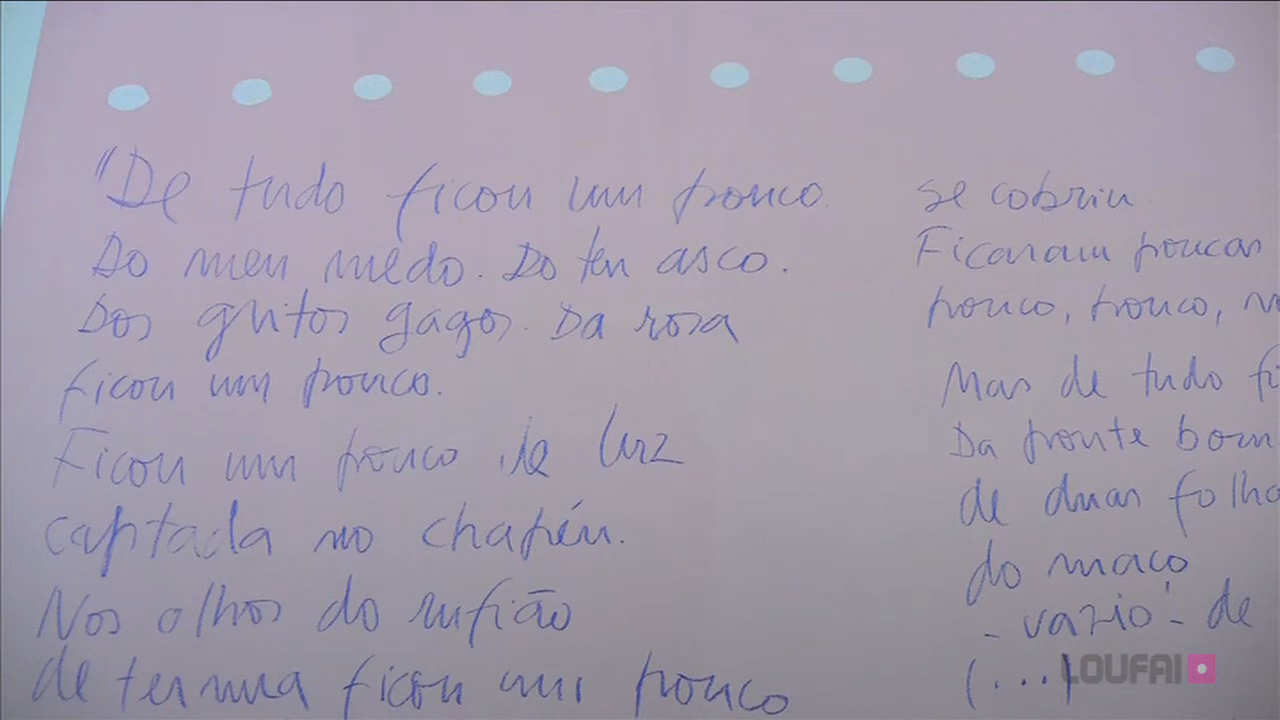 "De tudo ficou um pouco.
Do meu medo. Do teu asco.
Dos gritos gagos. Da rosa
ficou um pouco.
Ficou um pouco de luz
captada no chapéu.
Nos olhos do rufião
de ternura ficou um pouco
se cobriu
Ficaram poucas
pouco, pouco, m
Mas de tudo fi
Da ponte bom
de duas folha
do maço
- vazio - de
(...)
LOUFAI